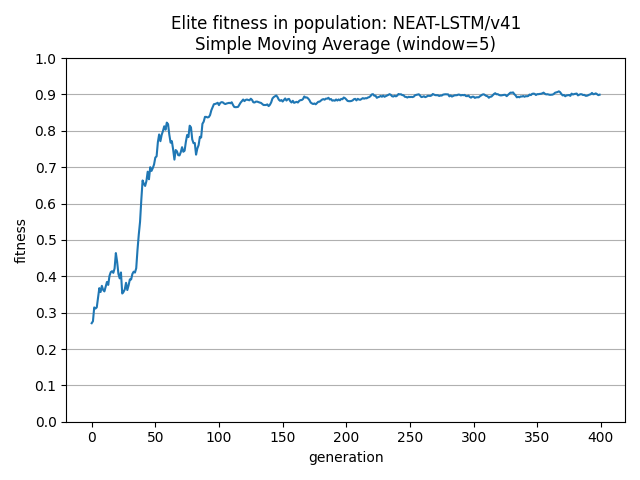 Elite fitness in population: NEAT-LSTM/v41
Simple Moving Average (window=5)
1.0
0.9
0.8
0.7
0.6
0.5
0.4
0.3
0.2
0.1
0.0
fitness
0 50 100 150 200 250 300 350 400
generation